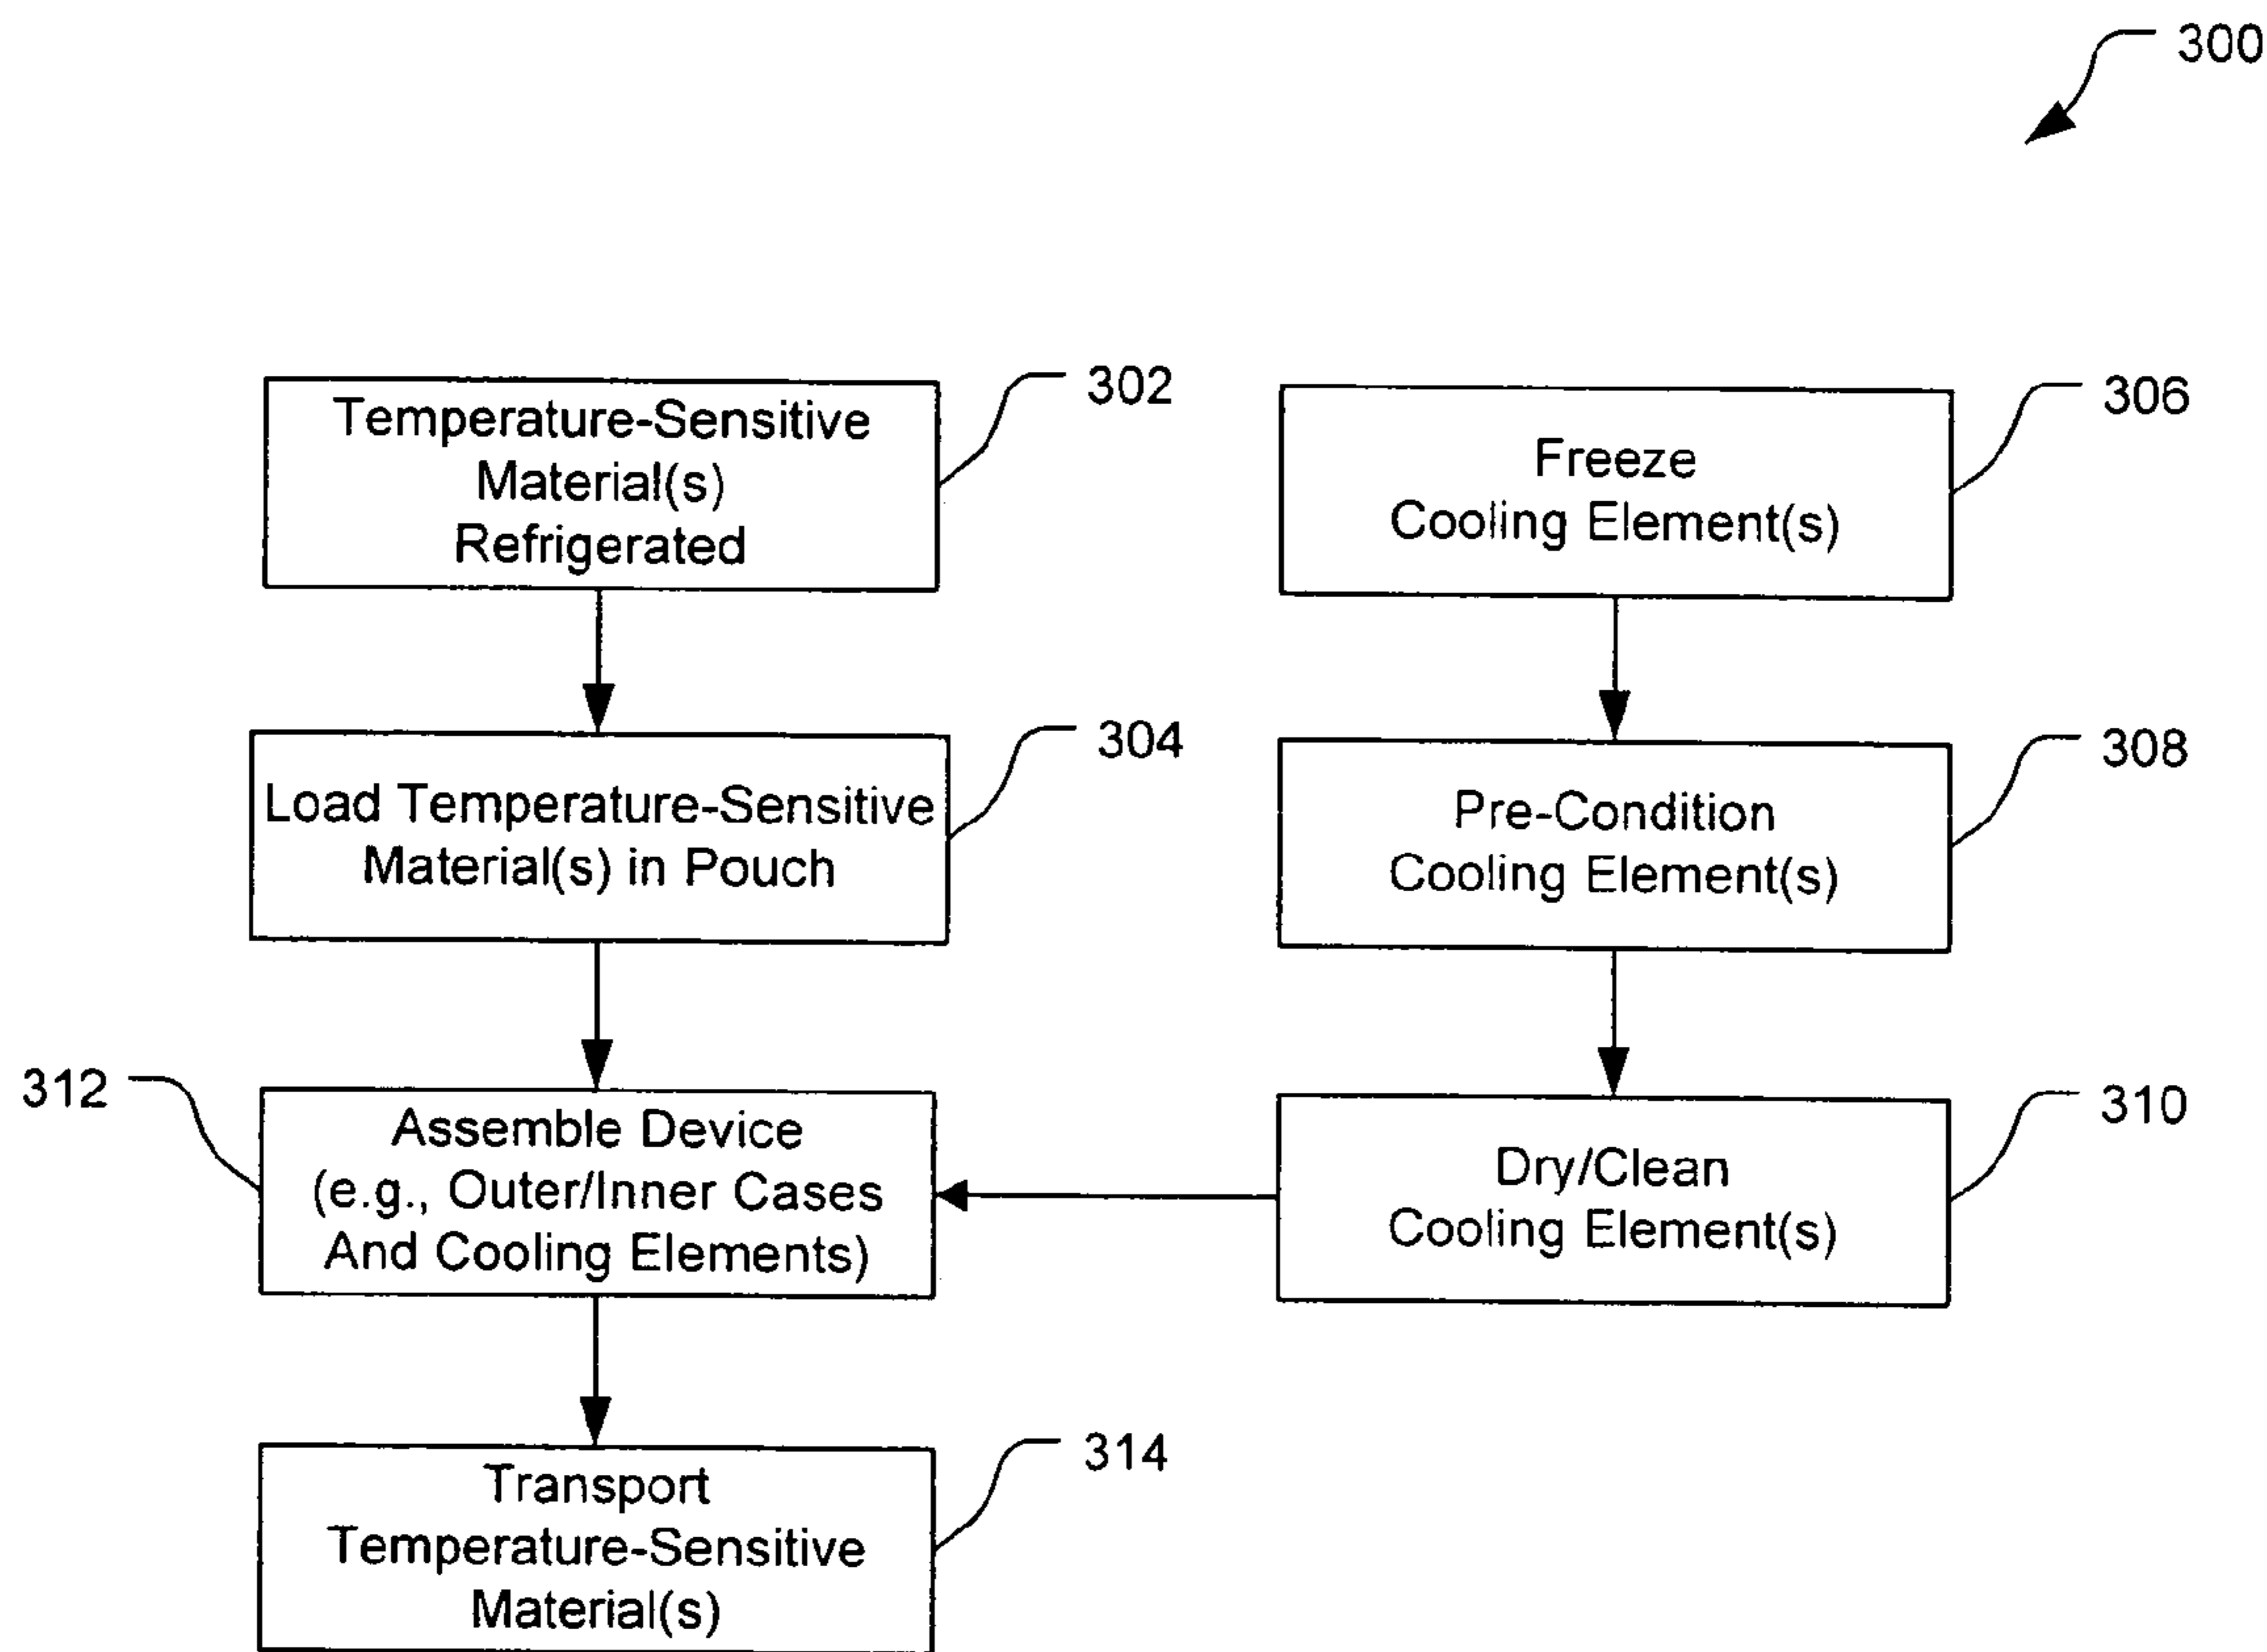 300
Temperature-Sensitive
Material(s)
Refrigerated
302
Freeze
Cooling Element(s)
306
Load Temperature-Sensitive
Material(s) in Pouch
304
Pre-Condition
Cooling Element(s)
308
312
Assemble Device
(e.g., Outer/Inner Cases
And Cooling Elements)
Dry/Clean
Cooling Element(s)
310
Transport
Temperature-Sensitive
Material(s)
314